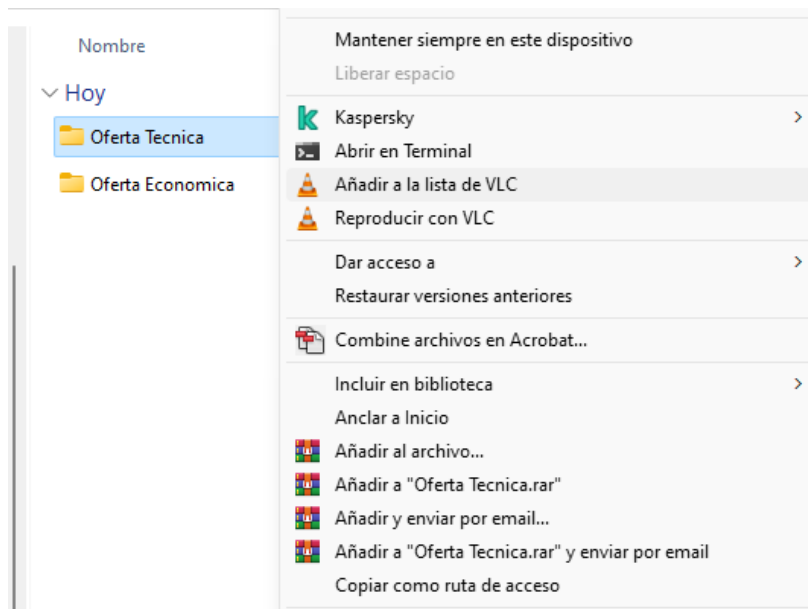 Nombre
Hoy
Oferta Tecnica
Oferta Economica
Mantener siempre en este dispositivo
Liberar espacio
Kaspersky
Abrir en Terminal
Añadir a la lista de VLC
Reproducir con VLC
Dar acceso a
Restaurar versiones anteriores
Combine archivos en Acrobat...
Incluir en biblioteca
Anclar a Inicio
Añadir al archivo...
Añadir a "Oferta Tecnica.rar"
Añadir y enviar por email...
Añadir a "Oferta Tecnica.rar" y enviar por email
Copiar como ruta de acceso